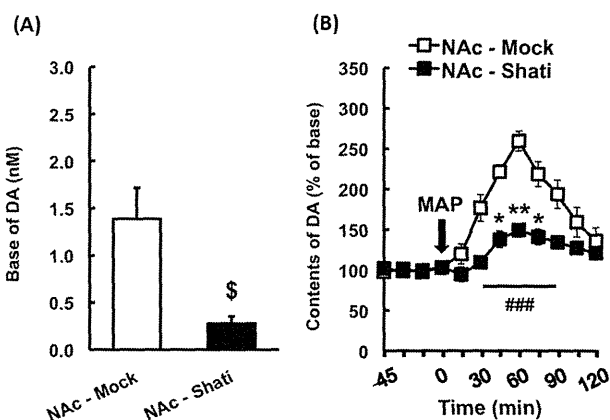 (A)
Base of DA (nM)
3.0
2.5
2.0
1.5
1.0
0.5
0.0
$
NAc - Mock
NAc - Shati
(B)
NAc - Mock
NAc - Shati
Contents of DA (% of base)
350
300
250
200
150
100
50
0
MAP
* ** *
###
-45 0 30 60 90 120
Time (min)